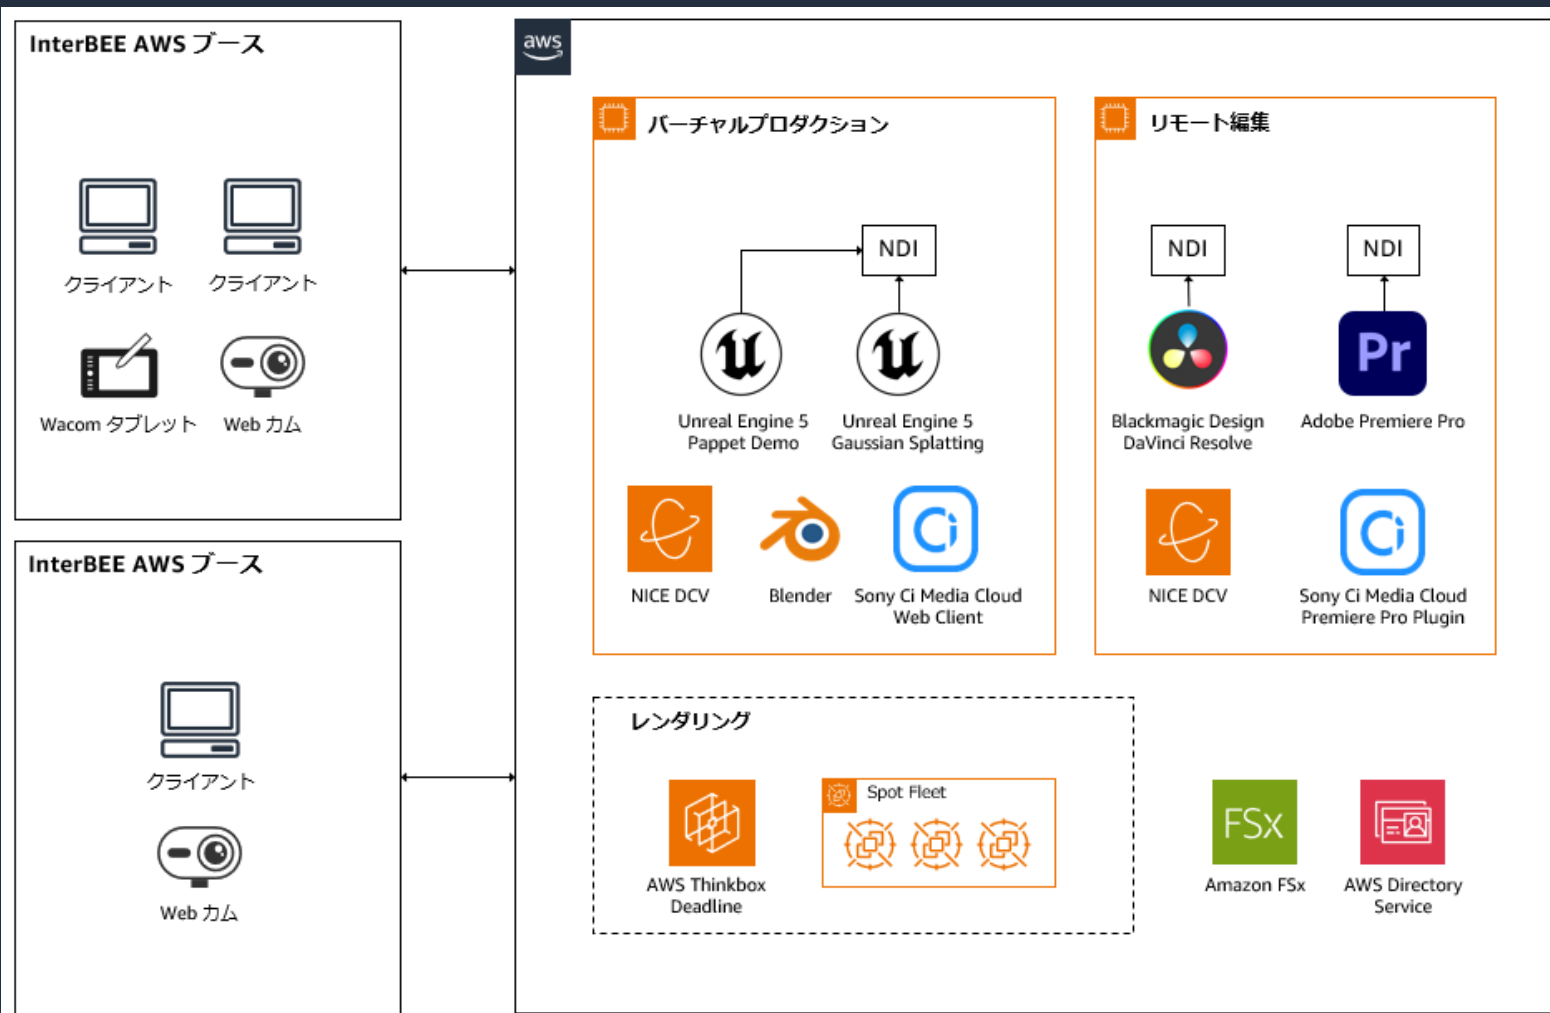 InterBEE AWS ブース
クライアント
クライアント
Wacom タブレット
Web カム
InterBEE AWS ブース
クライアント
Web カム
aws
バーチャルプロダクション
NDI
Unreal Engine 5
Pappet Demo
Unreal Engine 5
Gaussian Splatting
NICE DCV
Blender
Ci
Sony Ci Media Cloud
Web Client
リモート編集
NDI
NDI
Pr
Blackmagic Design
DaVinci Resolve
Adobe Premiere Pro
NICE DCV
Ci
Sony Ci Media Cloud
Premiere Pro Plugin
レンダリング
AWS Thinkbox
Deadline
Spot Fleet
FSx
Amazon FSx
AWS Directory
Service